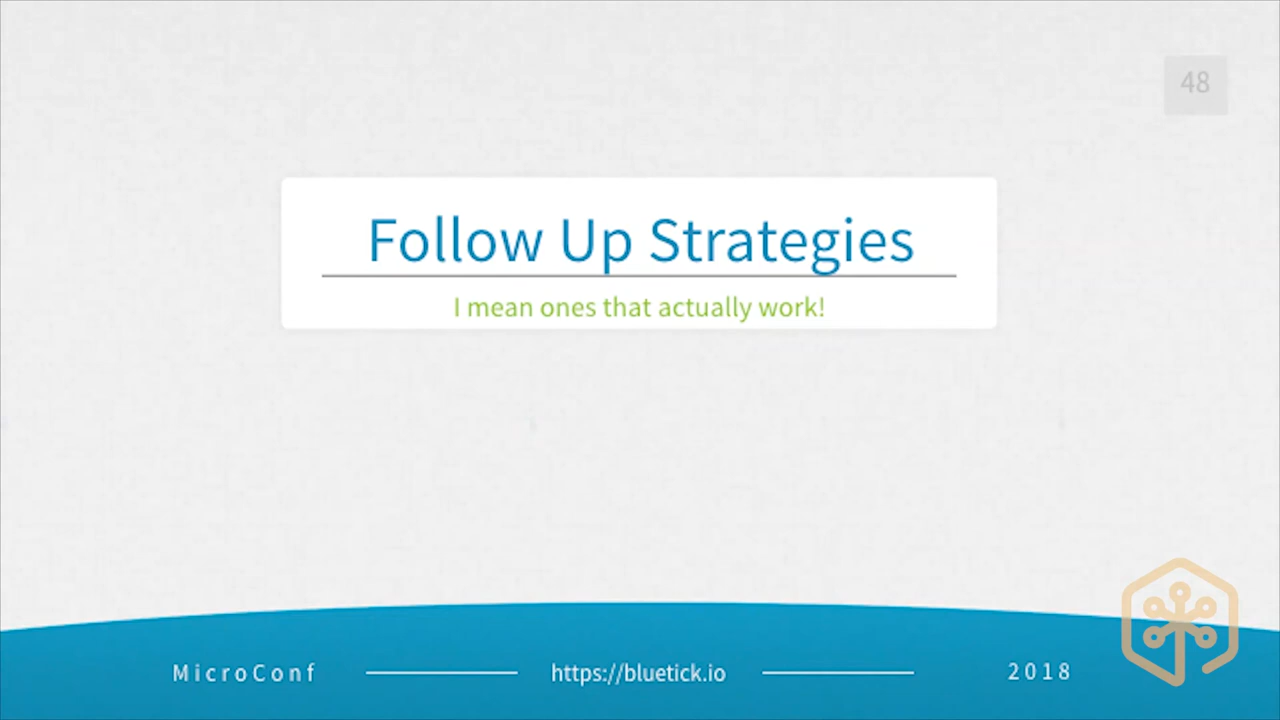 48
Follow Up Strategies
I mean ones that actually work!
MicroConf
https://bluetick.io
2018